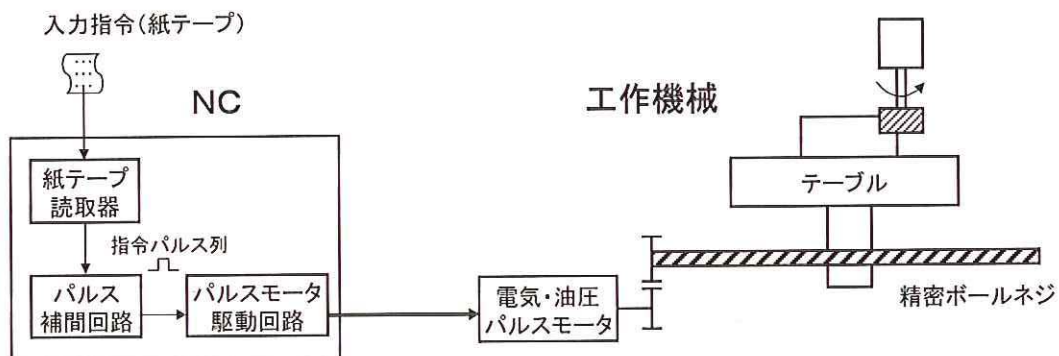 入力指令(紙テープ)
NC
工作機械
紙テープ
読取器
テーブル
指令パルス列
パルス
補間回路
パルスモータ
駆動回路
電気・油圧
パルスモータ
精密ボールネジ